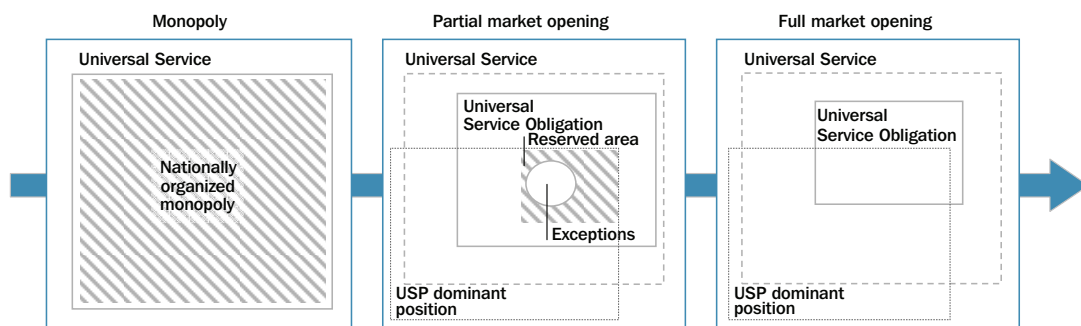 Monopoly
Universal Service
Nationally
organized
monopoly
Partial market opening
Universal Service
Universal
Service Obligation
Reserved area
Exceptions
USP dominant
position
Full market opening
Universal Service
Universal
Service Obligation
USP dominant
position